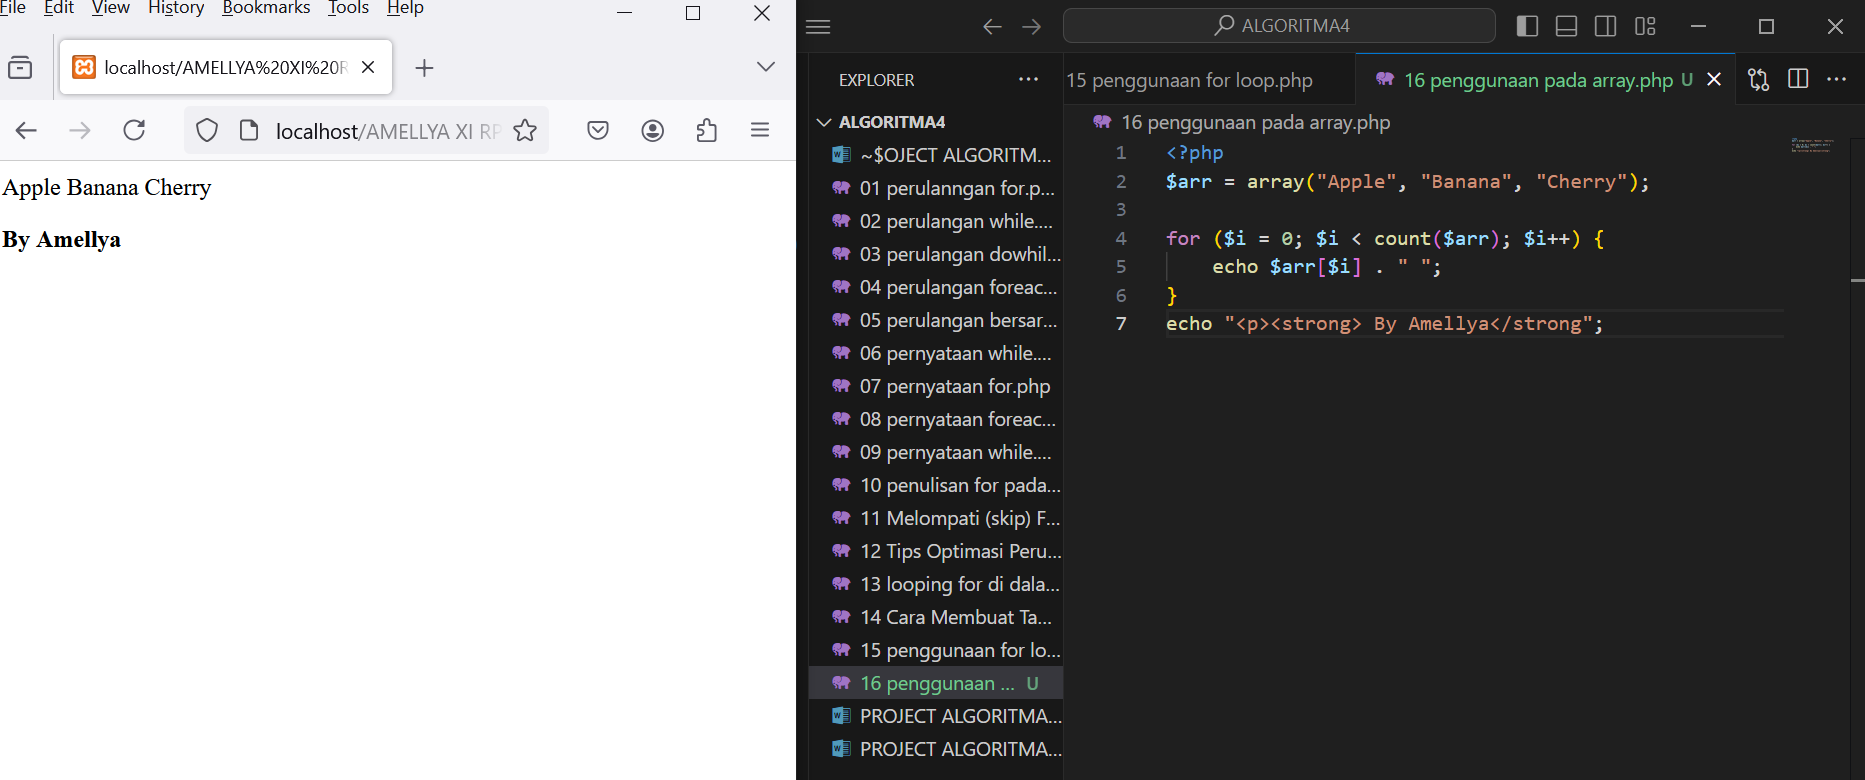 File Edit View History Bookmarks Tools Help
localhost/AMELLYA%20XI%20R
localhost/AMELLYA XI RP
Apple Banana Cherry
By Amellya
ALGORITMA4
EXPLORER
ALGORITMA4
~$OJECT ALGORITM...
01 perulanngan for.p...
02 perulangan while....
03 perulangan dowhil...
04 perulangan foreac...
05 perulangan bersar...
06 pernyataan while....
07 pernyataan for.php
08 pernyataan foreac...
09 pernyataan while....
10 penulisan for pada...
11 Melompati (skip) F...
12 Tips Optimasi Peru...
13 looping for di dala...
14 Cara Membuat Ta...
15 penggunaan for lo...
16 penggunaan ... U
PROJECT ALGORITMA...
PROJECT ALGORITMA...
15 penggunaan for loop.php
16 penggunaan pada array.php U
16 penggunaan pada array.php
1 <?php
2 $arr = array("Apple", "Banana", "Cherry");
3
4 for ($i = 0; $i < count($arr); $i++) {
5 echo $arr[$i] . " ";
6 }
7 echo "<p><strong> By Amellya</strong";